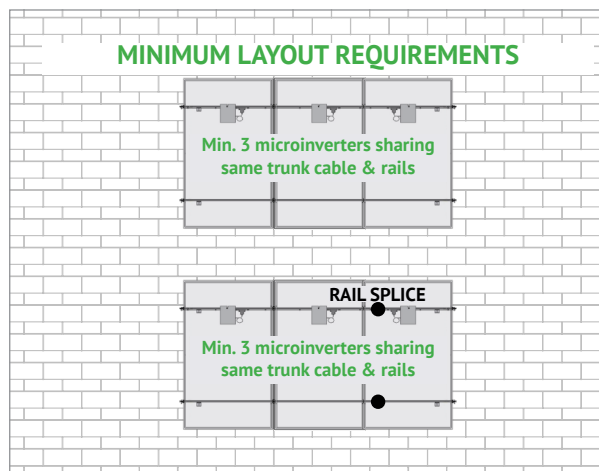 MINIMUM LAYOUT REQUIREMENTS
Min. 3 microinverters sharing
same trunk cable & rails
RAIL SPLICE
Min. 3 microinverters sharing
same trunk cable & rails